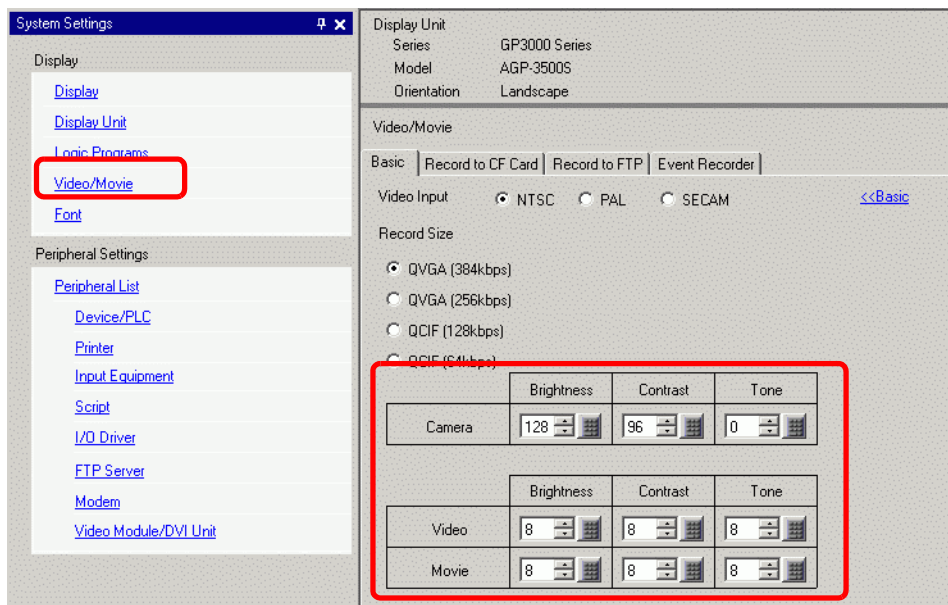 System Settings
Display
Display
Display Unit
Logic Programs
Video/Movie
Font
Peripheral Settings
Peripheral List
Device/PLC
Printer
Input Equipment
Script
I/O Driver
FTP Server
Modem
Video Module/DVI Unit
Display Unit
Series GP3000 Series
Model AGP-3500S
Orientation Landscape
Video/Movie
Basic Record to CF Card Record to FTP Event Recorder
Video Input NTSC PAL SECAM <<Basic
Record Size
QVGA (384kbps)
QVGA (256kbps)
QCIF (128kbps)
QCIF (64kbps)
Brightness Contrast Tone
Camera 128 96 0
Brightness Contrast Tone
Video 8 8 8
Movie 8 8 8